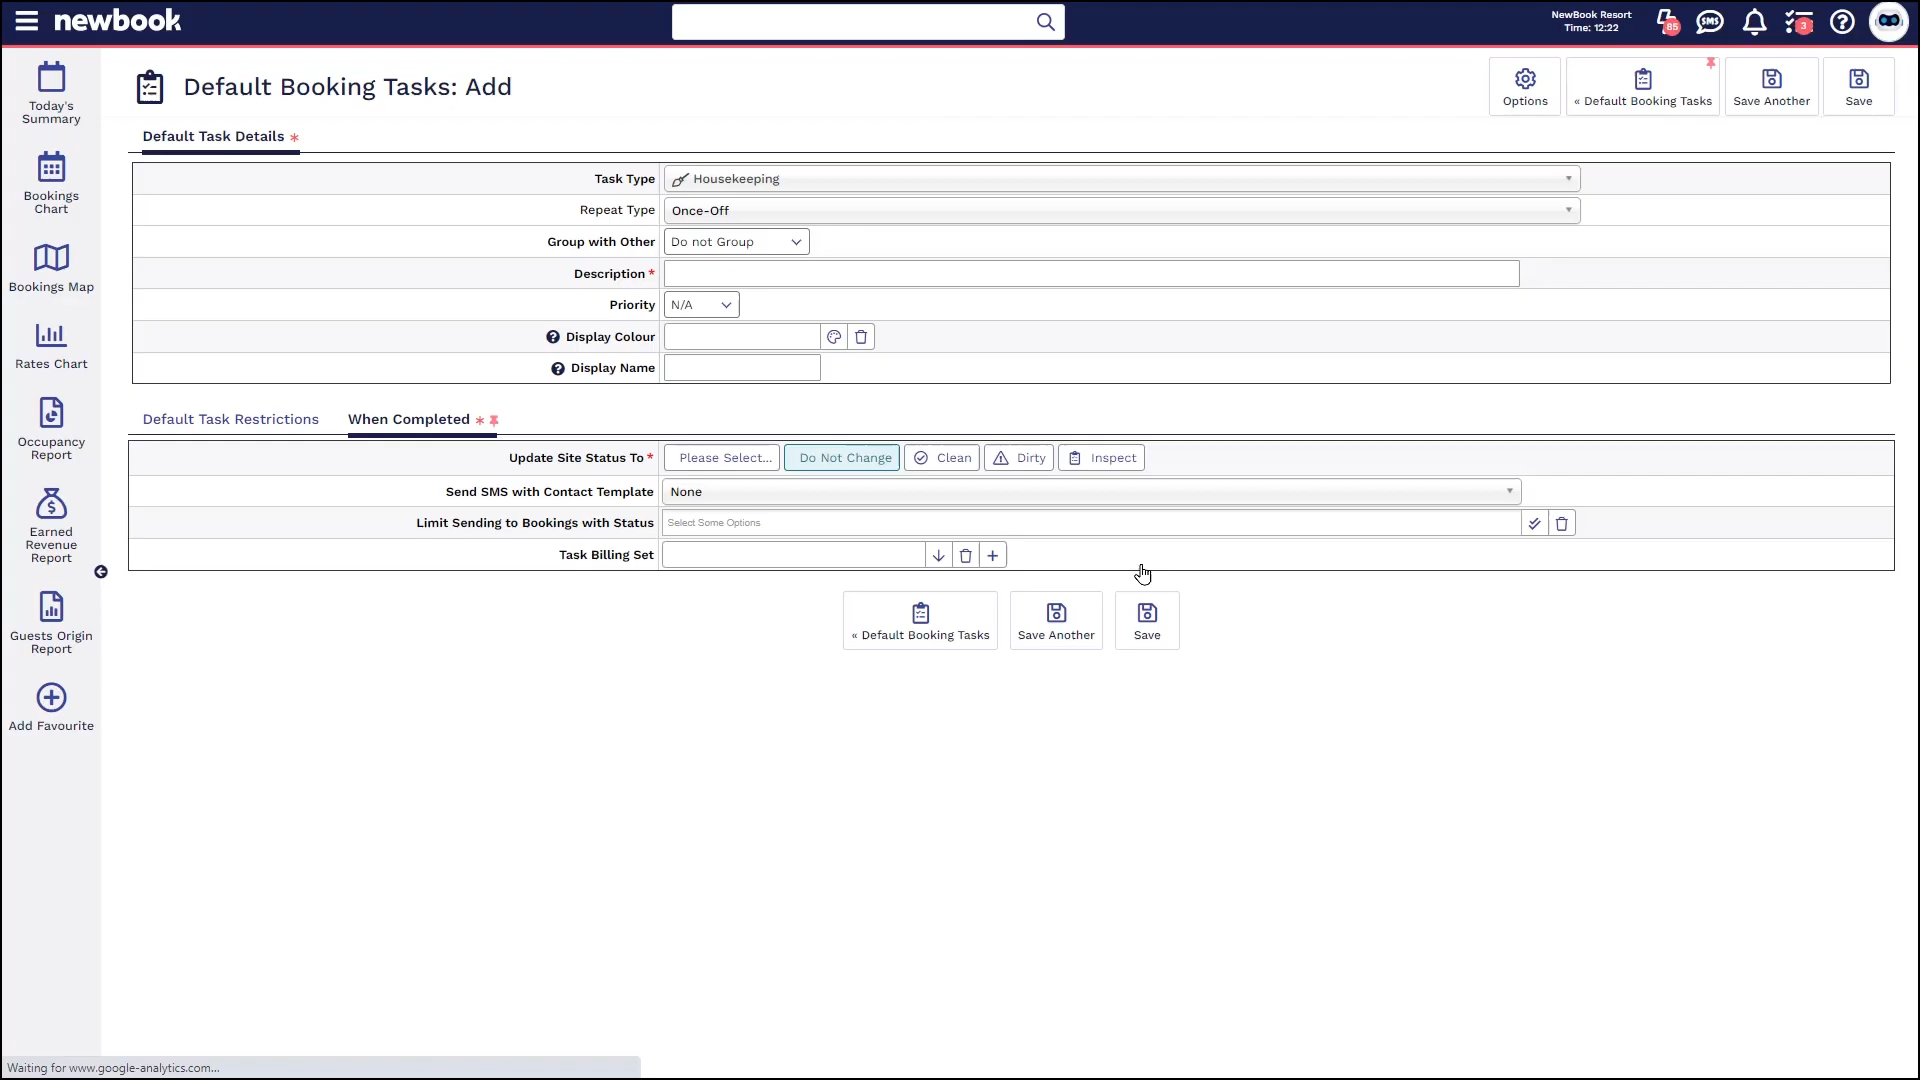 newbook
NewBook Resort
Time: 12:22
85
SMS
3
Today's
Summary
Bookings
Chart
Bookings Map
Rates Chart
Occupancy
Report
Earned
Revenue
Report
Guests Origin
Report
Add Favourite
Default Booking Tasks: Add
Options
« Default Booking Tasks
Save Another
Save
Default Task Details *
Task Type
Housekeeping
Repeat Type
Once-Off
Group with Other
Do not Group
Description *
Priority
N/A
Display Colour
Display Name
Default Task Restrictions
When Completed *
Update Site Status To *
Please Select...
Do Not Change
Clean
Dirty
Inspect
Send SMS with Contact Template
None
Limit Sending to Bookings with Status
Select Some Options
Task Billing Set
« Default Booking Tasks
Save Another
Save
Waiting for www.google-analytics.com...